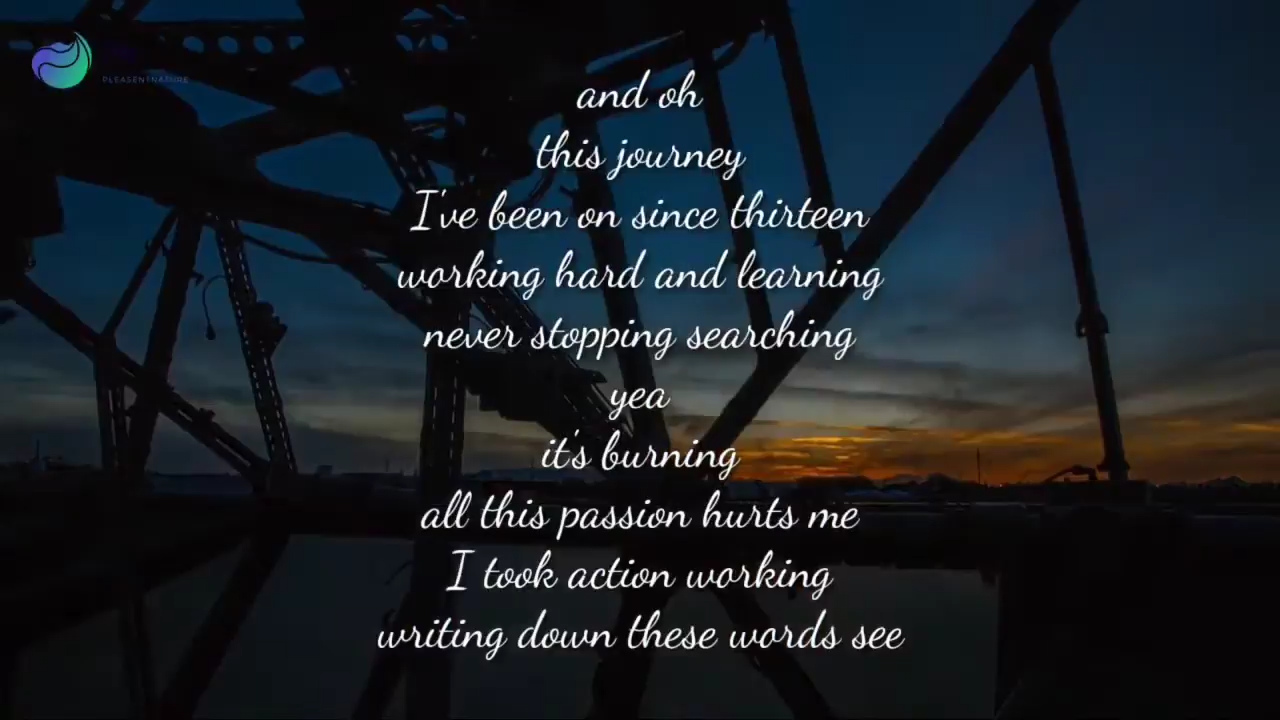 PLEASENTNATURE
and oh
this journey
I've been on since thirteen
working hard and learning
never stopping searching
yea
it's burning
all this passion hurts me
I took action working
writing down these words see